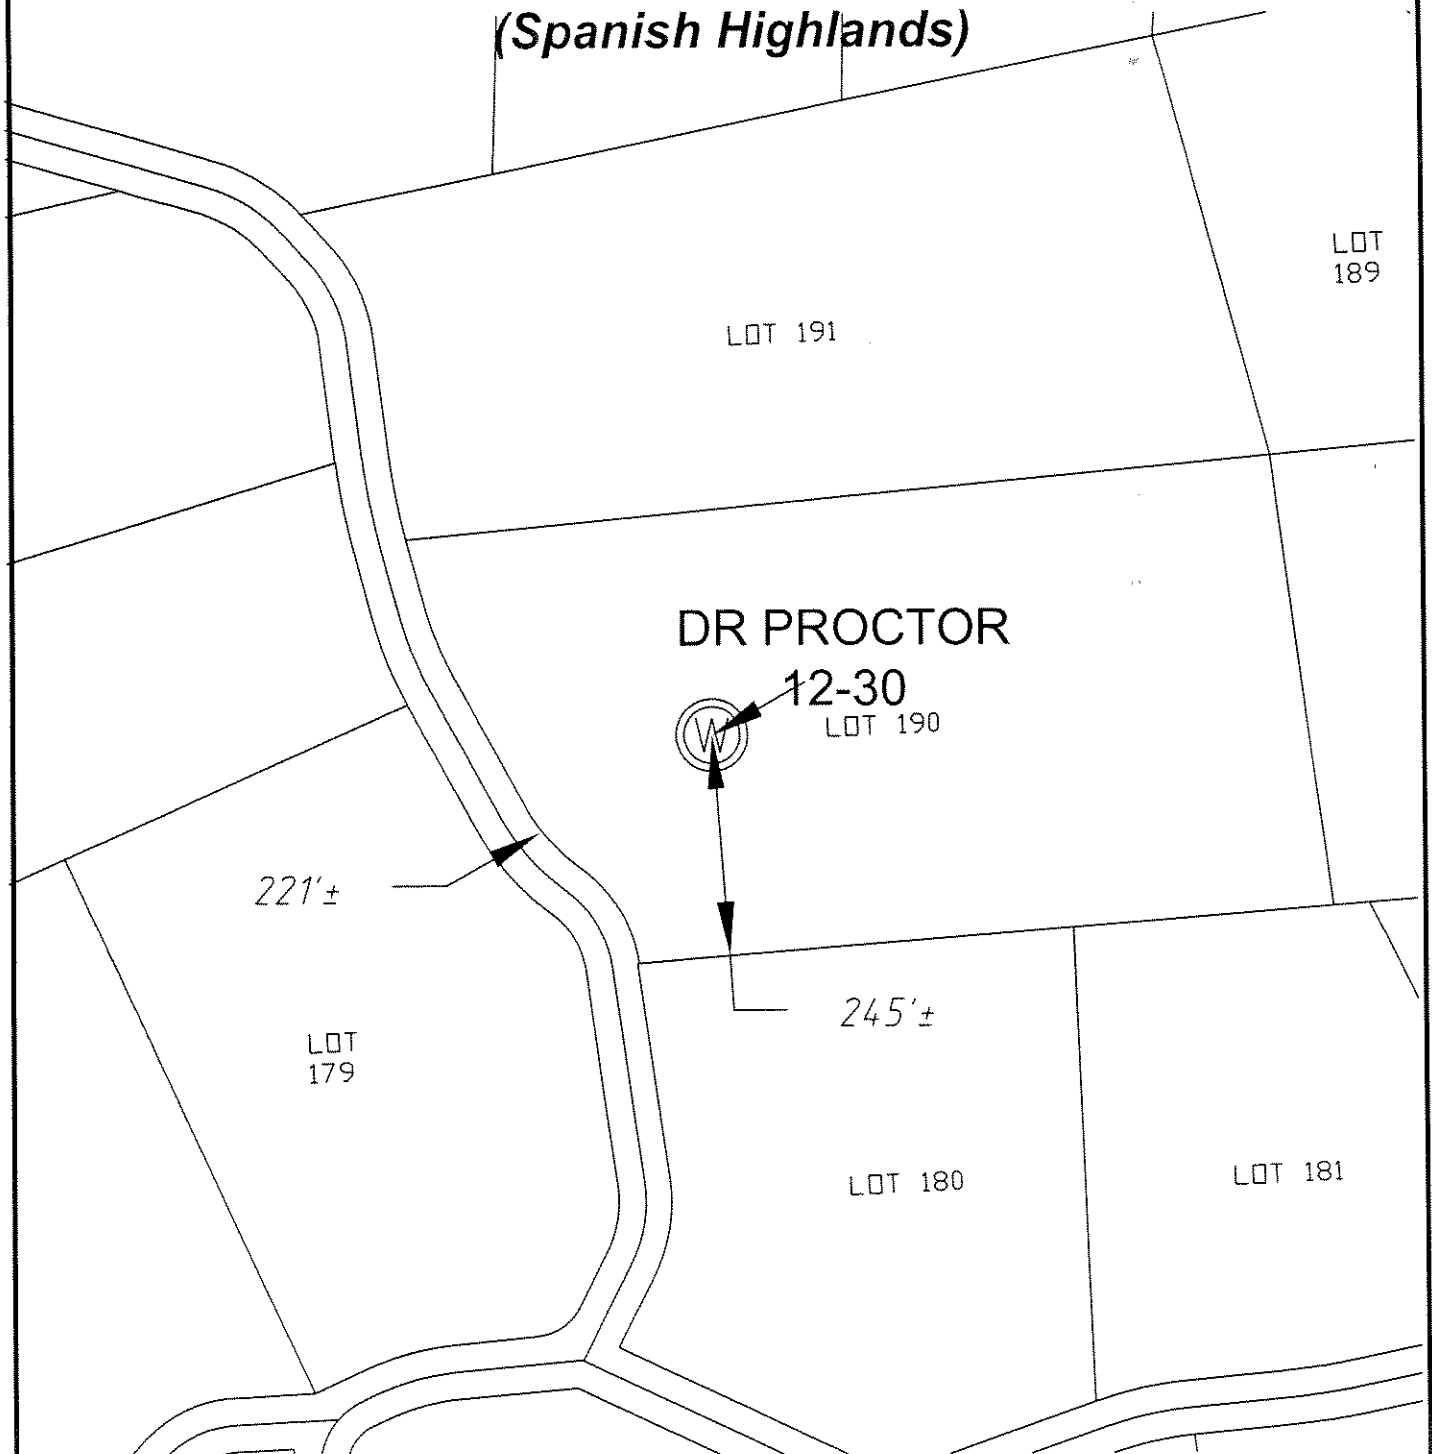 (Spanish Highlands)
LOT
189
LOT 191
DR PROCTOR
12-30
W
LOT 190
221'±
245'±
LOT
179
LOT 180
LOT 181